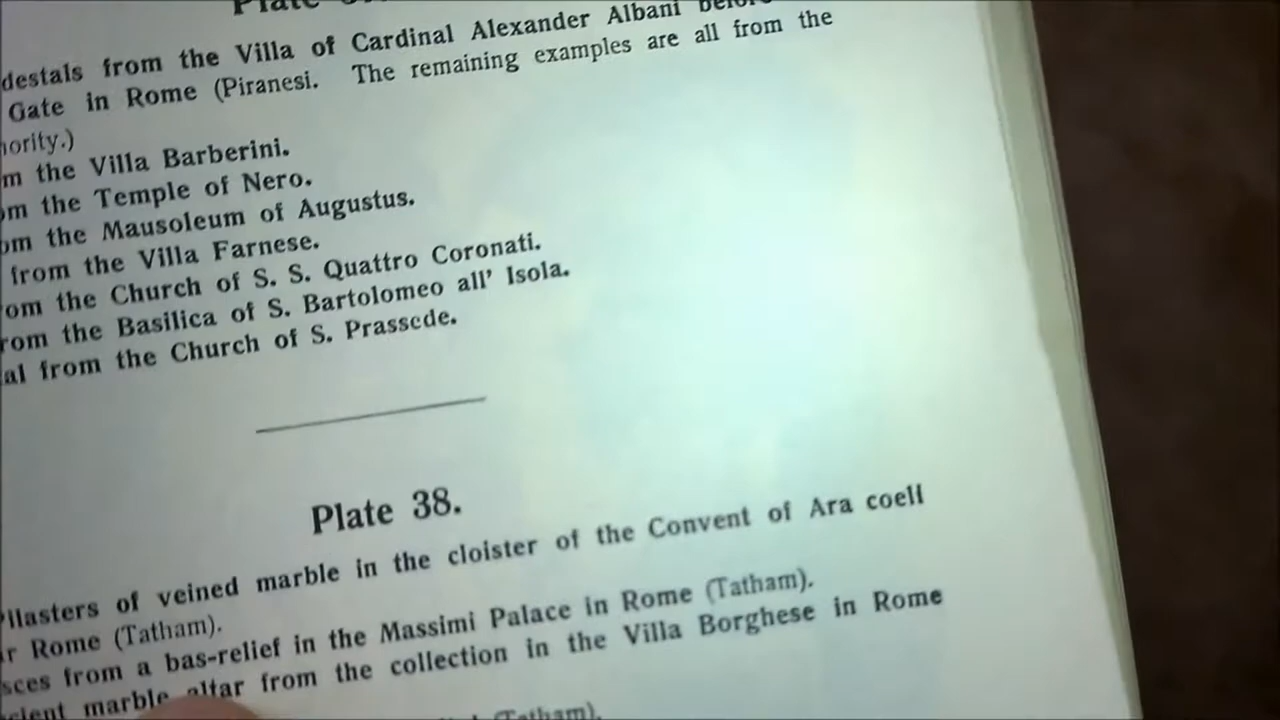 Plate
destals from the Villa of Cardinal Alexander Albani
Gate in Rome (Piranesi. The remaining examples are all from the
hority.)
m the Villa Barberini.
om the Temple of Nero.
om the Mausoleum of Augustus.
from the Villa Farnese.
rom the Church of S. S. Quattro Coronati.
rom the Basilica of S. Bartolomeo all' Isola.
al from the Church of S. Prassede.
Plate 38.
Pilasters of veined marble in the cloister of the Convent of Ara coeli
r Rome (Tatham).
sces from a bas-relief in the Massimi Palace in Rome (Tatham).
cient marble altar from the collection in the Villa Borghese in Rome
(Tatham).